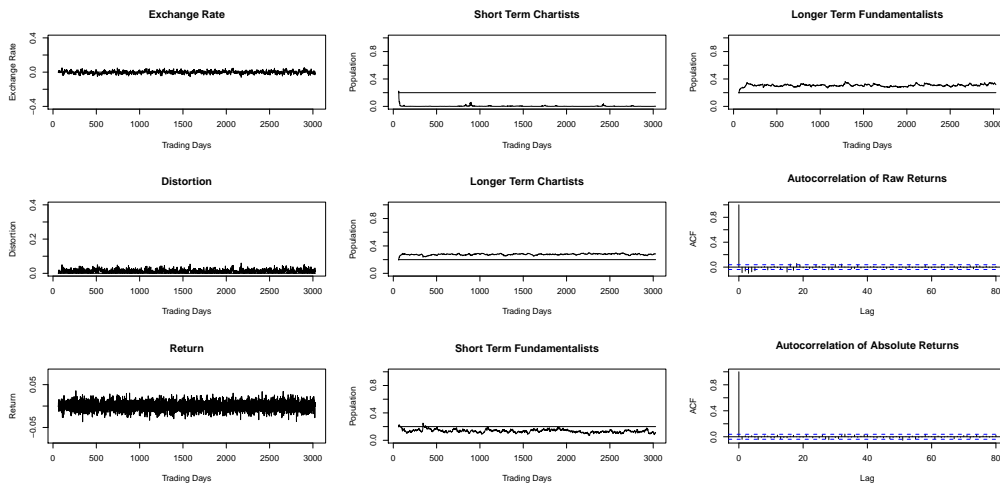 Exchange Rate
Exchange Rate
0.4
0.0
-0.4
0 500 1000 1500 2000 2500 3000
Trading Days
Short Term Chartists
Population
0.8
0.4
0.0
0 500 1000 1500 2000 2500 3000
Trading Days
Longer Term Fundamentalists
Population
0.8
0.4
0.0
0 500 1000 1500 2000 2500 3000
Trading Days
Distortion
Distortion
0.4
0.2
0.0
0 500 1000 1500 2000 2500 3000
Trading Days
Longer Term Chartists
Population
0.8
0.4
0.0
0 500 1000 1500 2000 2500 3000
Trading Days
Autocorrelation of Raw Returns
ACF
0.8
0.4
0.0
0 20 40 60 80
Lag
Return
Return
0.05
-0.05
0 500 1000 1500 2000 2500 3000
Trading Days
Short Term Fundamentalists
Population
0.8
0.4
0.0
0 500 1000 1500 2000 2500 3000
Trading Days
Autocorrelation of Absolute Returns
ACF
0.8
0.4
0.0
0 20 40 60 80
Lag